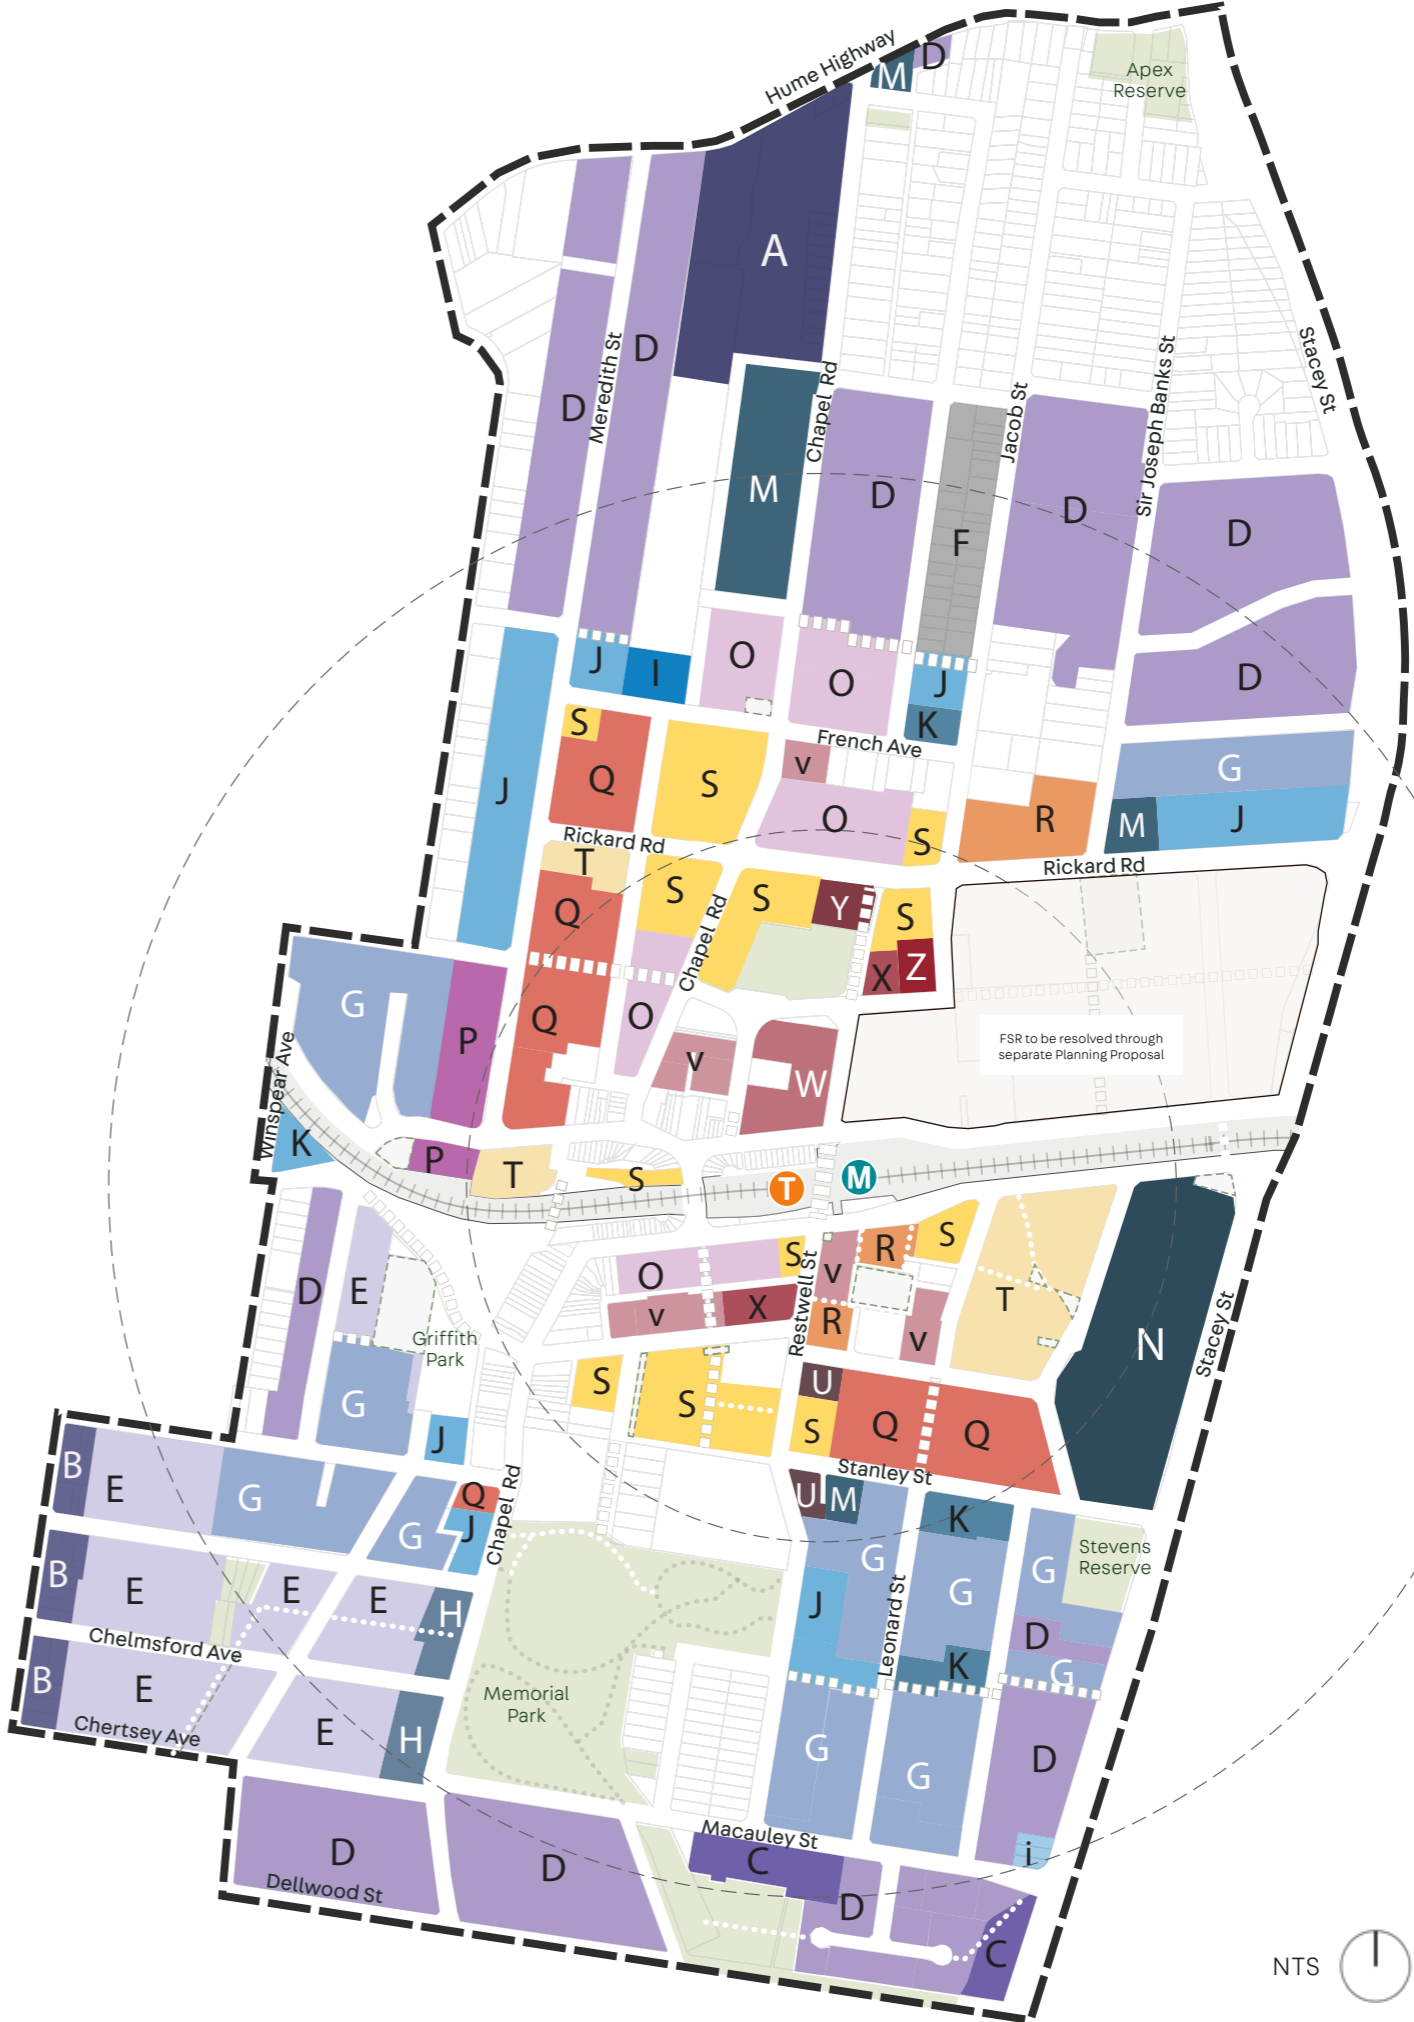 Hume Highway
D
M
Apex
Reserve
A
D
Meredith St
D
Stacey St
Sir Joseph Banks St
Chapel Rd
Jacob St
M
D
D
D
F
J
I
O
O
J
D
K
S
French Ave
v
G
Q
S
J
O
S
R
M
J
Rickard Rd
Rickard Rd
T
S
S
Y
S
Q
Chapel Rd
X
Z
G
P
Q
O
v
W
FSR to be resolved through
separate Planning Proposal
Winspear Ave
K
P
T
S
T
M
D
E
O
S
v
R
S
T
v
X
Restwell St
R
v
N
Stacey St
Griffith
Park
S
S
U
G
S
Q
Q
J
B
E
G
Chapel Rd
Stanley St
Q
U
M
K
G
J
G
G
Stevens
Reserve
B
E
E
E
H
J
Leonard St
G
D
Chelmsford Ave
K
G
B
E
Memorial
Park
Chertsey Ave
E
H
G
G
D
Macauley St
i
D
D
C
Dellwood St
D
C
NTS